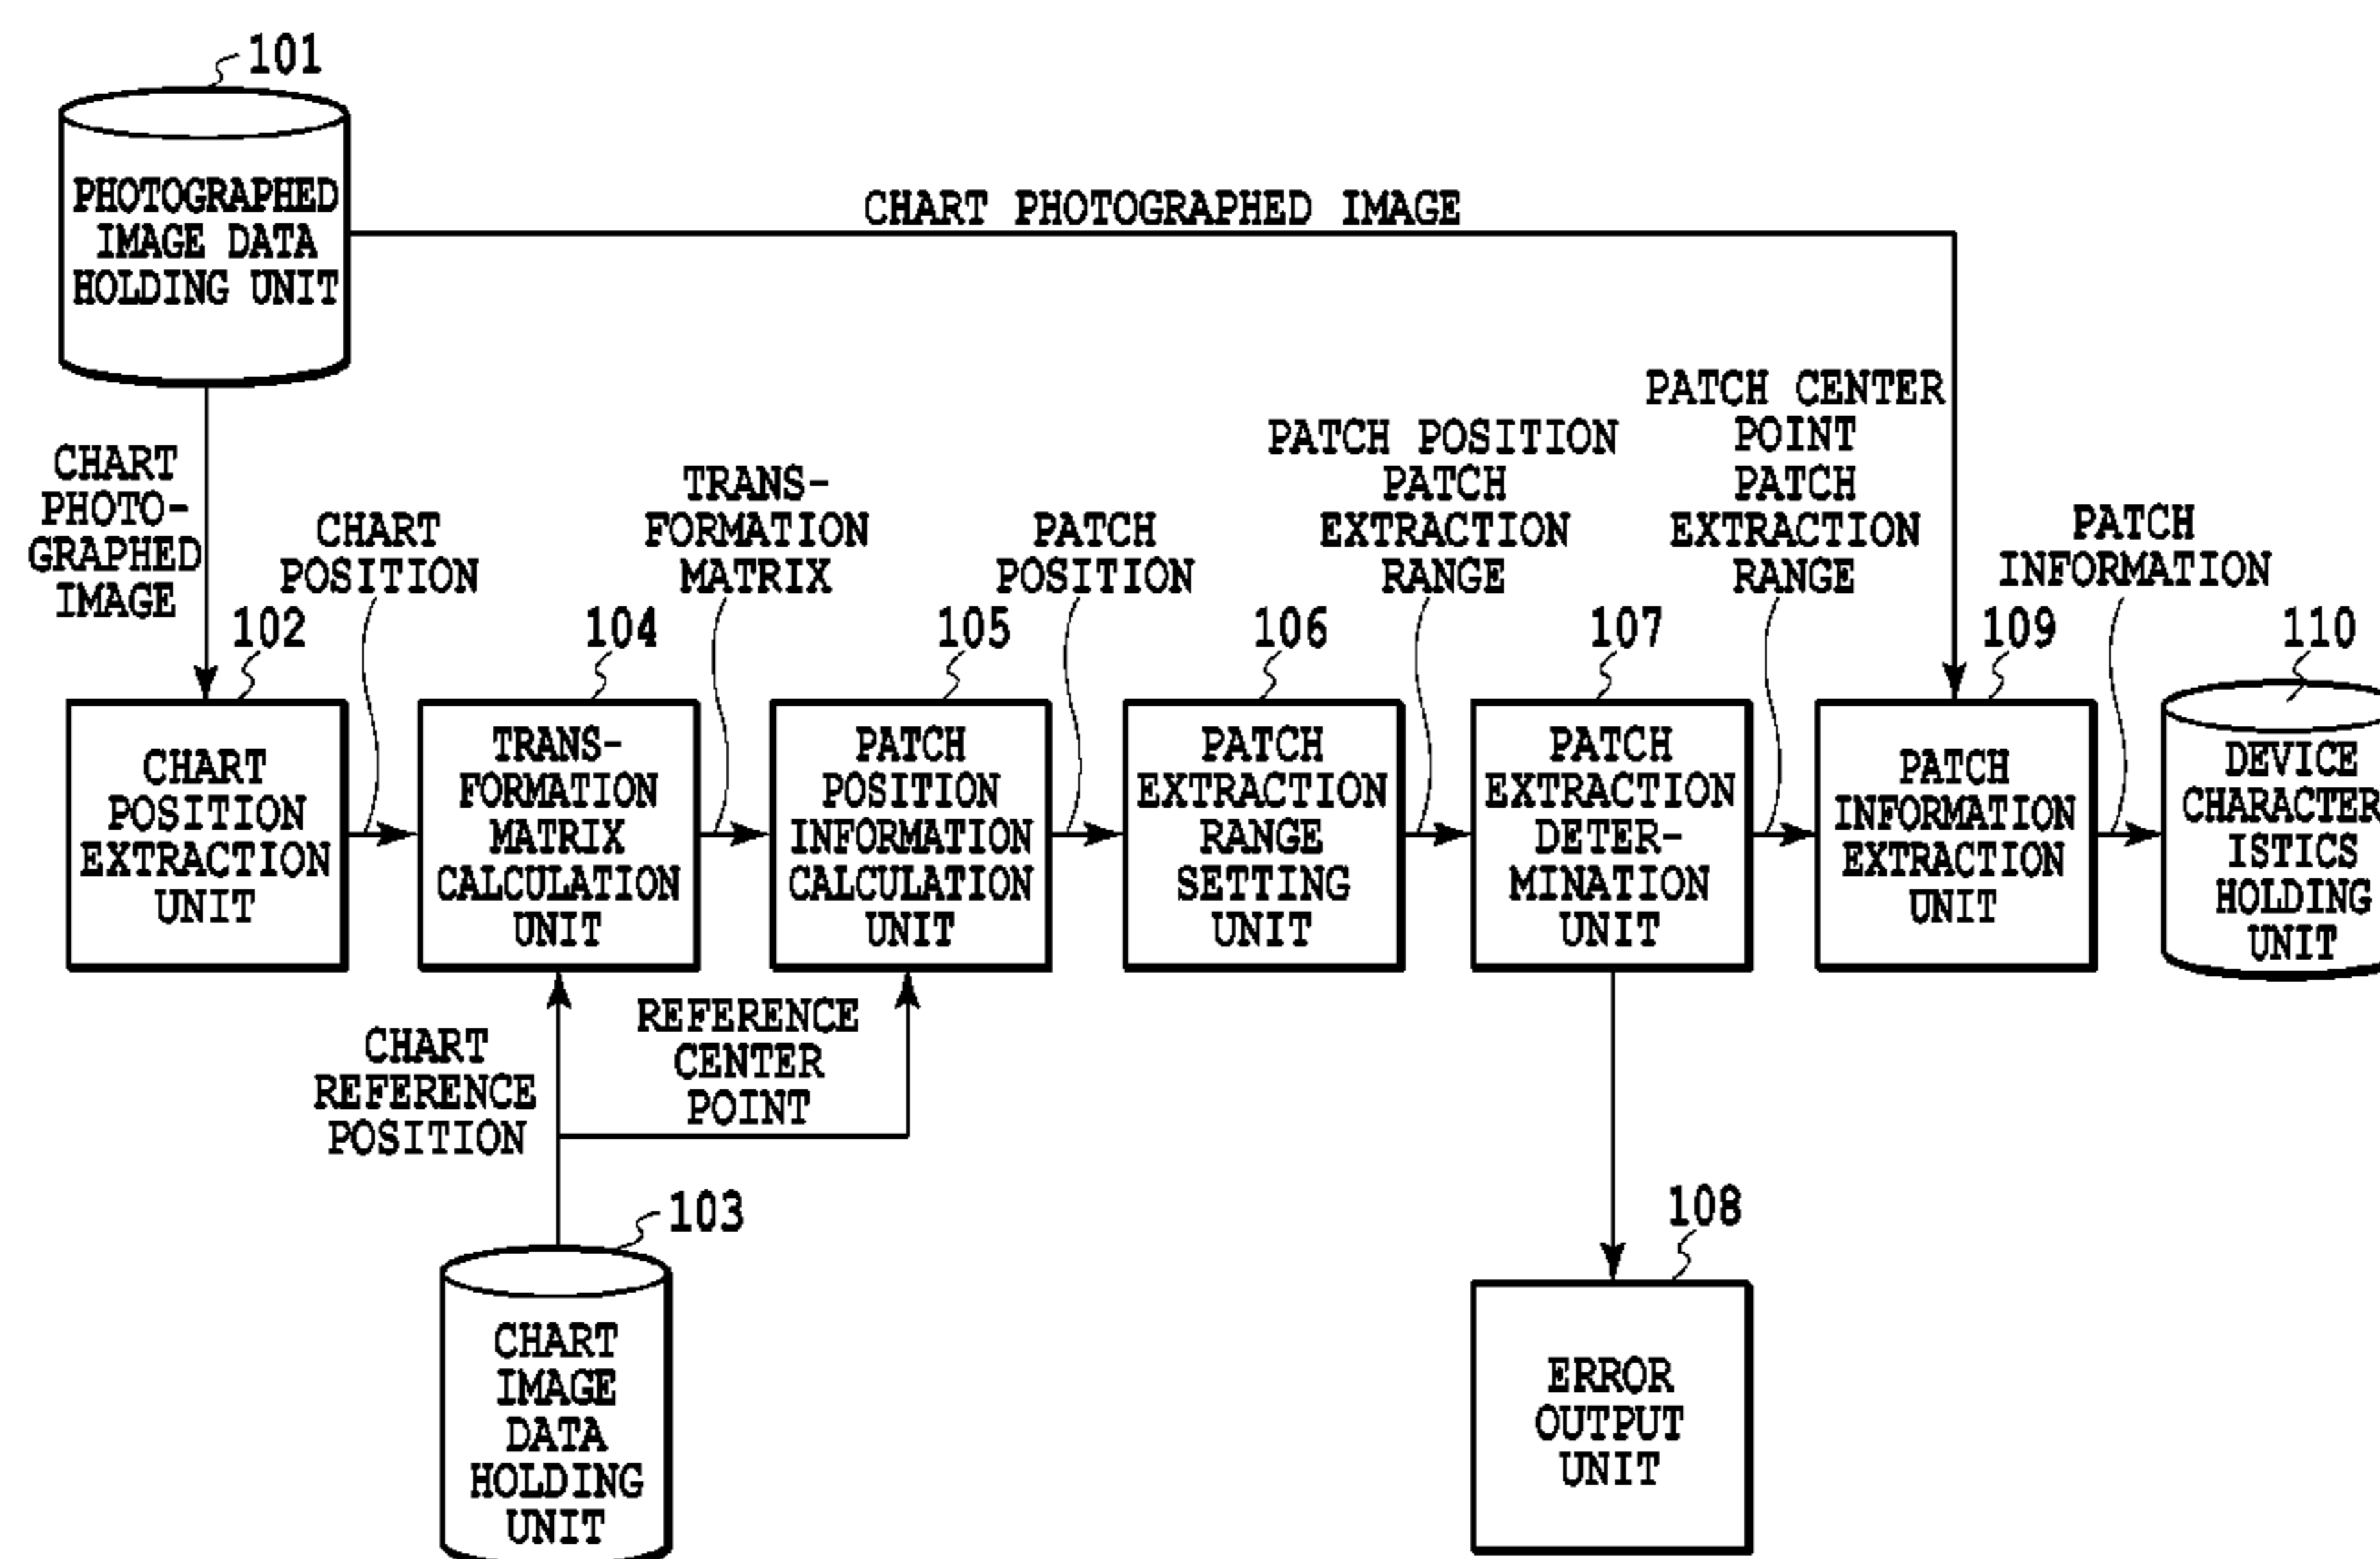 101
PHOTOGRAPHED
IMAGE DATA
HOLDING UNIT
CHART PHOTOGRAPHED IMAGE
CHART
PHOTO-
GRAPHED
IMAGE
CHART
POSITION
TRANS-
FORMATION
MATRIX
PATCH
POSITION
PATCH POSITION
PATCH
EXTRACTION
RANGE
PATCH CENTER
POINT
PATCH
EXTRACTION
RANGE
PATCH
INFORMATION
102
104
105
106
107
109
110
CHART
POSITION
EXTRACTION
UNIT
TRANS-
FORMATION
MATRIX
CALCULATION
UNIT
PATCH
POSITION
INFORMATION
CALCULATION
UNIT
PATCH
EXTRACTION
RANGE
SETTING
UNIT
PATCH
EXTRACTION
DETER-
MINATION
UNIT
PATCH
INFORMATION
EXTRACTION
UNIT
DEVICE
CHARACTER
ISTICS
HOLDING
UNIT
CHART
REFERENCE
POSITION
REFERENCE
CENTER
POINT
103
CHART
IMAGE
DATA
HOLDING
UNIT
108
ERROR
OUTPUT
UNIT